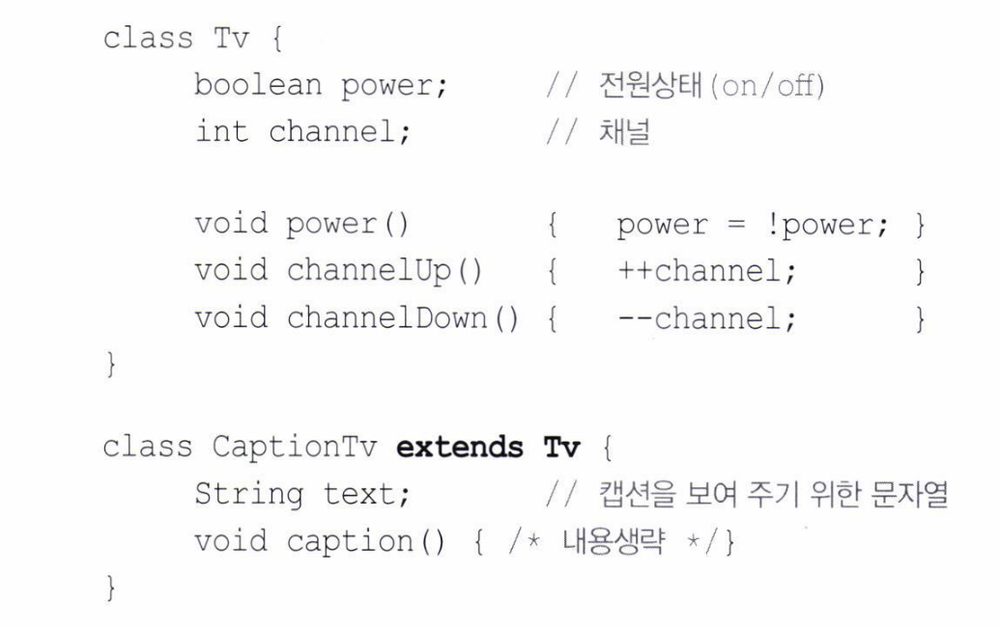 class Tv {
boolean power; // 전원상태(on/off)
int channel; // 채널
void power() { power = !power; }
void channelUp() { ++channel; }
void channelDown() { --channel; }
}
class CaptionTv extends Tv {
String text; // 캡션을 보여 주기 위한 문자열
void caption() { /* 내용생략 */}
}